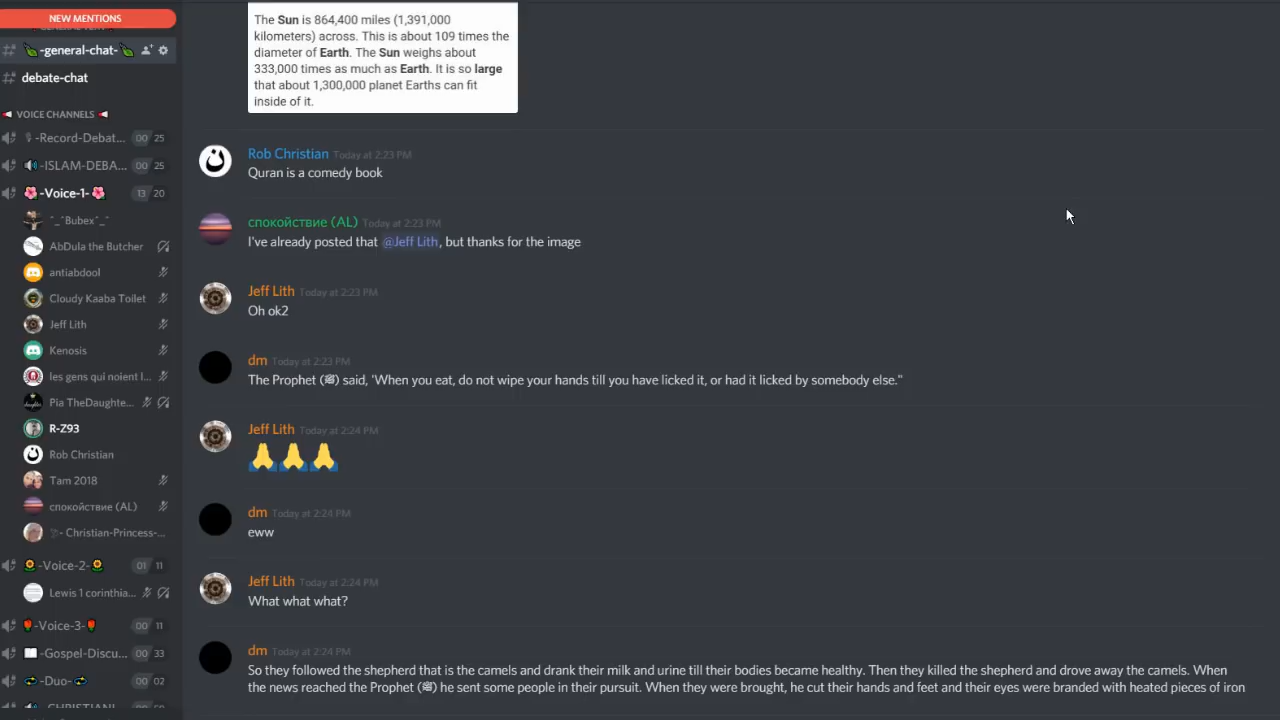 NEW MENTIONS
-general-chat-
debate-chat
VOICE CHANNELS
-Record-Debat... 00 25
-ISLAM-DEBA... 00 25
-Voice-1- 13 20
^_^Bubex^_^
AbDula the Butcher
antiabdool
Cloudy Kaaba Toilet
Jeff Lith
Kenosis
les gens qui noient l...
Pia TheDaughte...
R-Z93
Rob Christian
Tam 2018
спокойствие (AL)
- Christian-Princess-...
-Voice-2- 01 11
Lewis 1 corinthia...
-Voice-3- 00 11
-Gospel-Discu... 00 33
-Duo- 00 02
The Sun is 864,400 miles (1,391,000
kilometers) across. This is about 109 times the
diameter of Earth. The Sun weighs about
333,000 times as much as Earth. It is so large
that about 1,300,000 planet Earths can fit
inside of it.
Rob Christian Today at 2:23 PM
Quran is a comedy book
спокойствие (AL) Today at 2:23 PM
I've already posted that @Jeff Lith, but thanks for the image
Jeff Lith Today at 2:23 PM
Oh ok2
dm Today at 2:23 PM
The Prophet (ﷺ) said, 'When you eat, do not wipe your hands till you have licked it, or had it licked by somebody else."
Jeff Lith Today at 2:24 PM
🙏🙏🙏
dm Today at 2:24 PM
eww
Jeff Lith Today at 2:24 PM
What what what?
dm Today at 2:24 PM
So they followed the shepherd that is the camels and drank their milk and urine till their bodies became healthy. Then they killed the shepherd and drove away the camels. When
the news reached the Prophet (ﷺ) he sent some people in their pursuit. When they were brought, he cut their hands and feet and their eyes were branded with heated pieces of iron